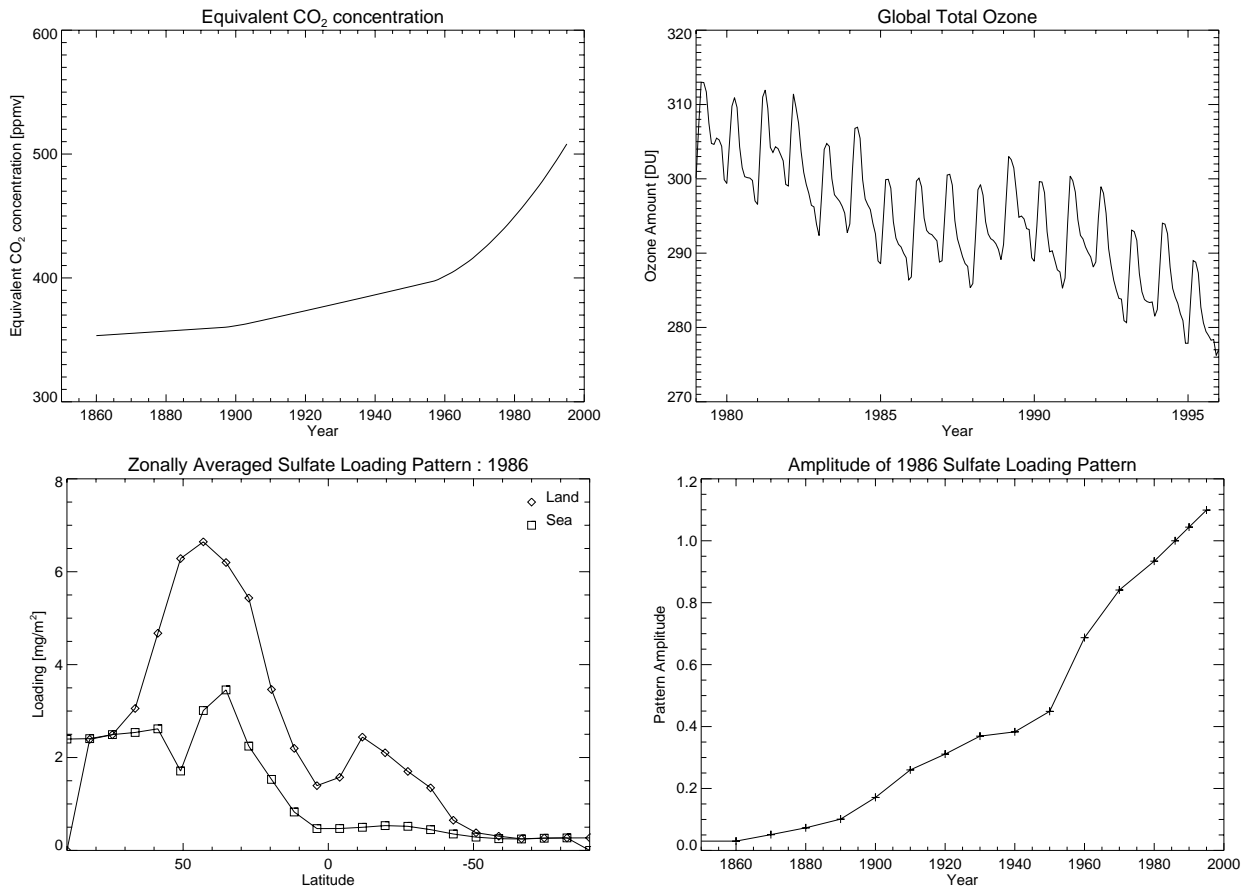 Equivalent CO₂ concentration
Equivalent CO₂ concentration [ppmv]
600
500
400
300
1860 1880 1900 1920 1940 1960 1980 2000
Year
Global Total Ozone
Ozone Amount [DU]
320
310
300
290
280
270
1980 1985 1990 1995
Year
Zonally Averaged Sulfate Loading Pattern : 1986
Loading [mg/m²]
8
6
4
2
0
Land
Sea
50 0 -50
Latitude
Amplitude of 1986 Sulfate Loading Pattern
Pattern Amplitude
1.2
1.0
0.8
0.6
0.4
0.2
0.0
1860 1880 1900 1920 1940 1960 1980 2000
Year